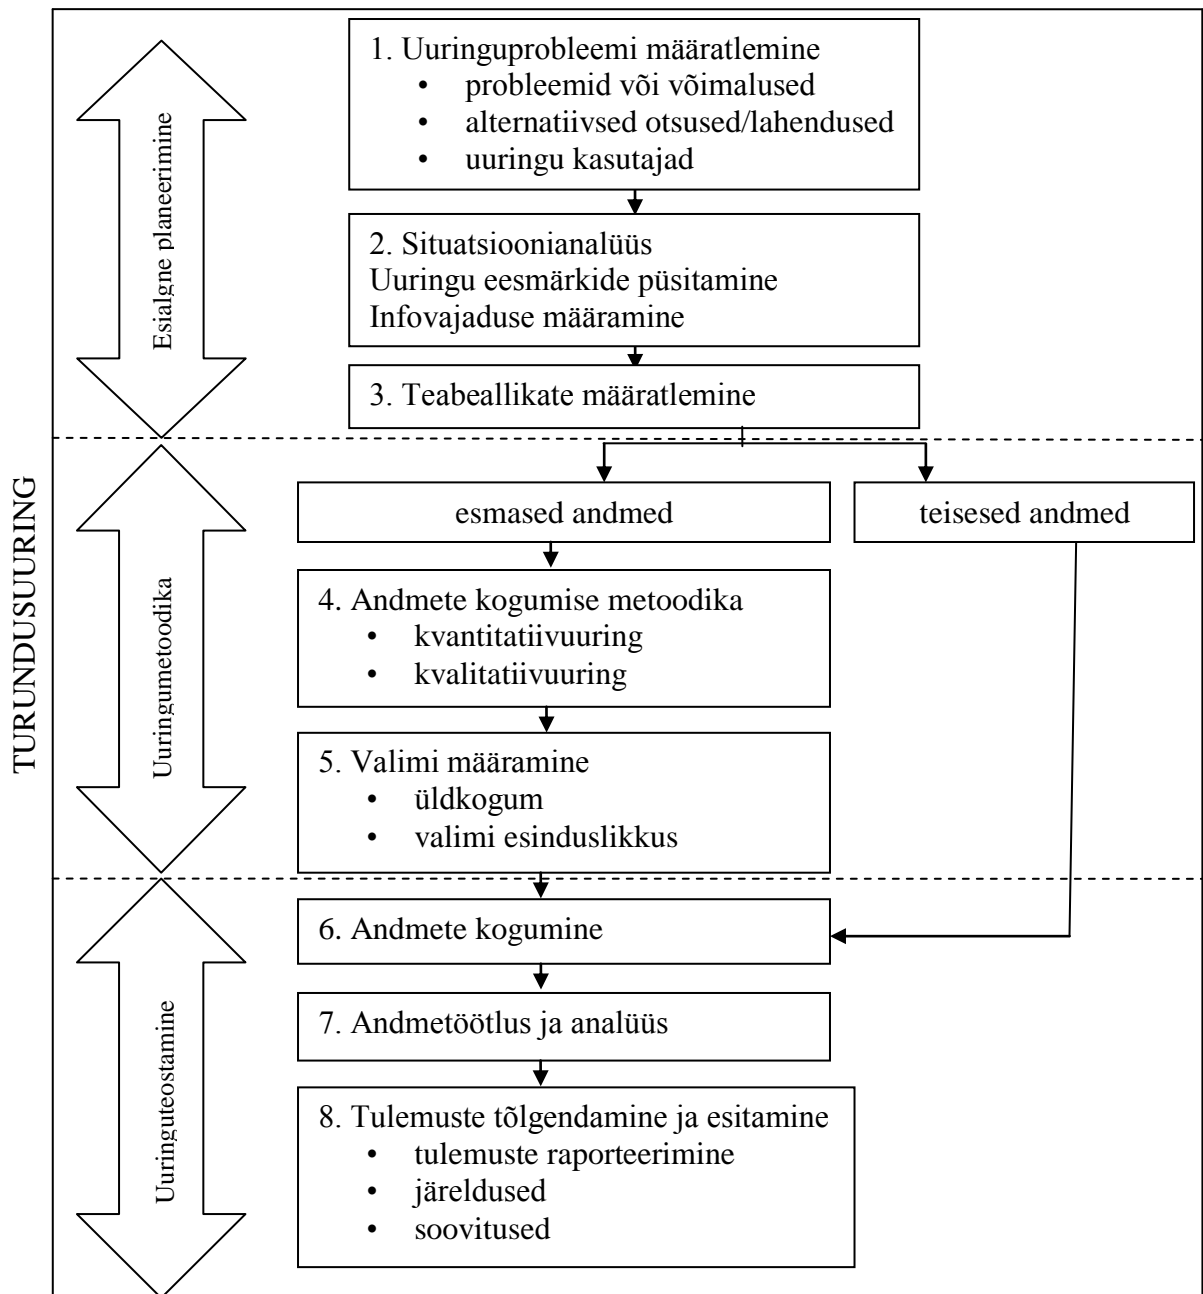 TURUNDUSUURING
Esialgne planeerimine
1. Uuringuprobleemi määratlemine
• probleemid või võimalused
• alternatiivsed otsused/lahendused
• uuringu kasutajad
2. Situatsioonianalüüs
Uuringu eesmärkide püsitamine
Infovajaduse määramine
3. Teabeallikate määratlemine
Uuringumetoodika
esmased andmed
teisesed andmed
4. Andmete kogumise metoodika
• kvantitatiivuuring
• kvalitatiivuuring
5. Valimi määramine
• üldkogum
• valimi esinduslikkus
Uuringuteostamine
6. Andmete kogumine
7. Andmetöötlus ja analüüs
8. Tulemuste tõlgendamine ja esitamine
• tulemuste raporteerimine
• järeldused
• soovitused